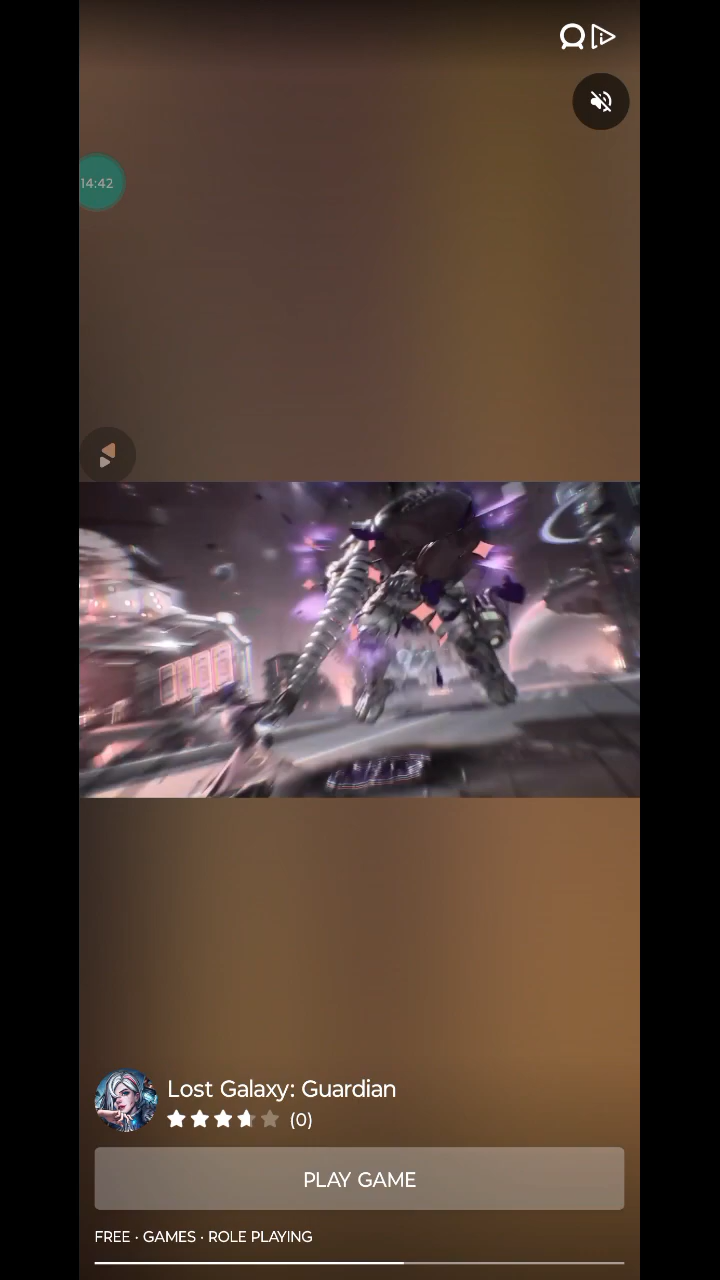 14:42
Lost Galaxy: Guardian
(0)
PLAY GAME
FREE · GAMES · ROLE PLAYING